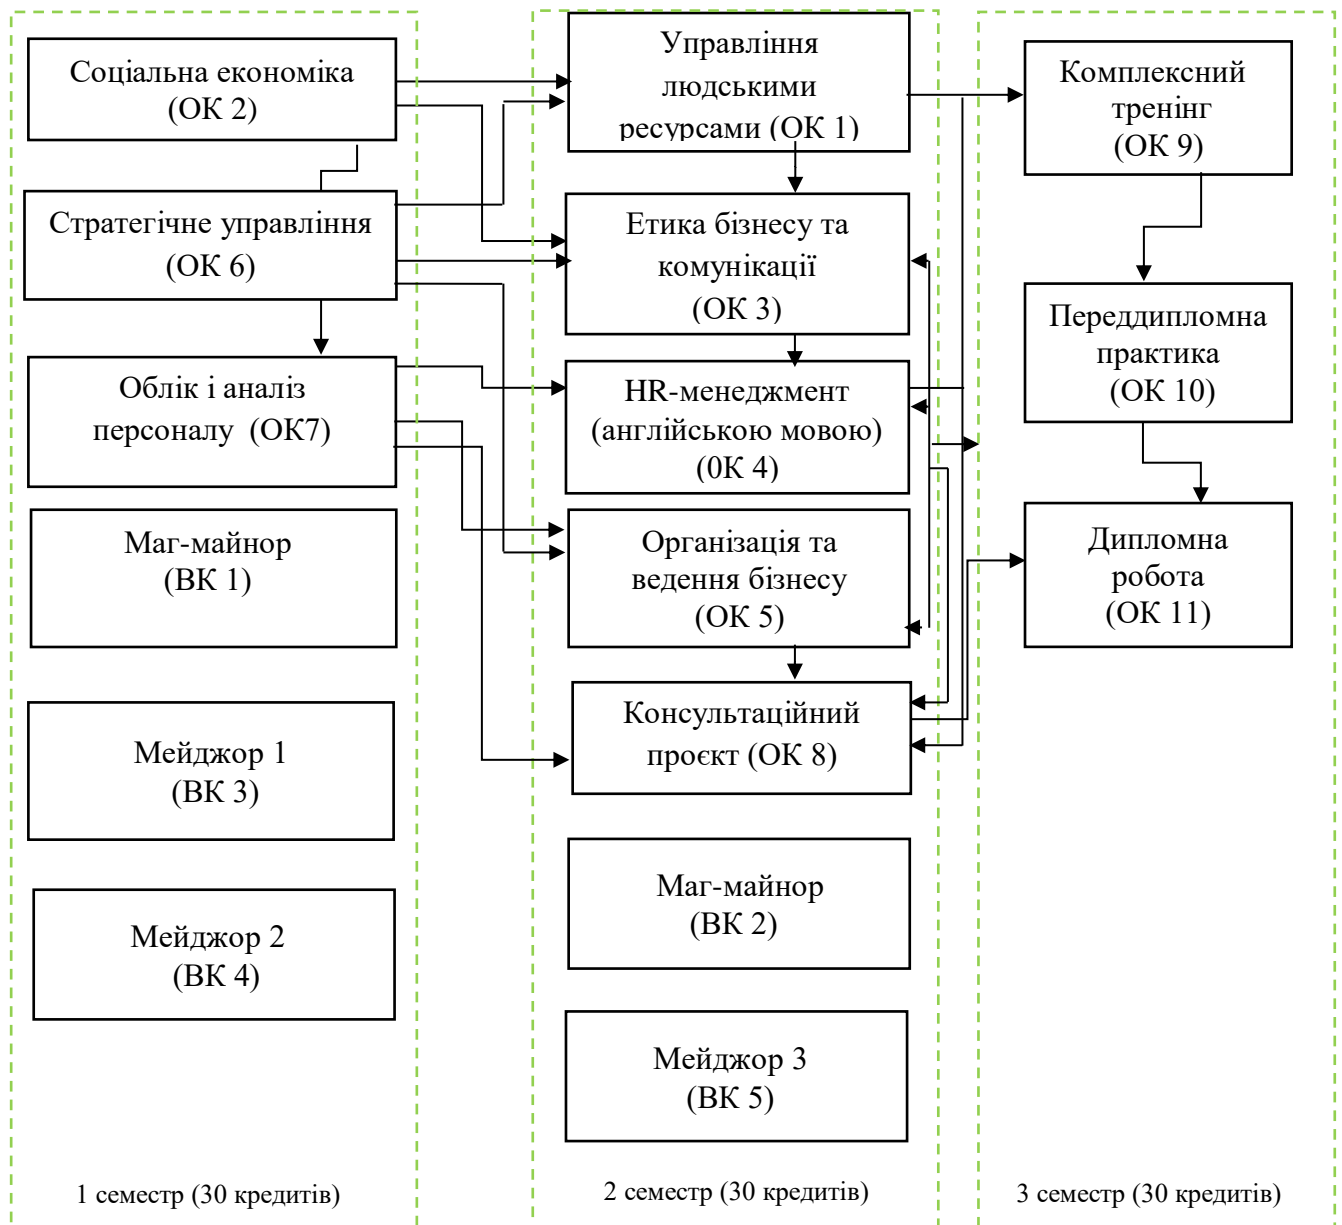 Соціальна економіка
(ОК 2)
Стратегічне управління
(ОК 6)
Облік і аналіз
персоналу (ОК7)
Маг-майнор
(ВК 1)
Мейджор 1
(ВК 3)
Мейджор 2
(ВК 4)
1 семестр (30 кредитів)
Управління
людськими
ресурсами (ОК 1)
Етика бізнесу та
комунікації
(ОК 3)
HR-менеджмент
(англійською мовою)
(0К 4)
Організація та
ведення бізнесу
(ОК 5)
Консультаційний
проєкт (ОК 8)
Маг-майнор
(ВК 2)
Мейджор 3
(ВК 5)
2 семестр (30 кредитів)
Комплексний
тренінг
(ОК 9)
Переддипломна
практика
(ОК 10)
Дипломна
робота
(ОК 11)
3 семестр (30 кредитів)